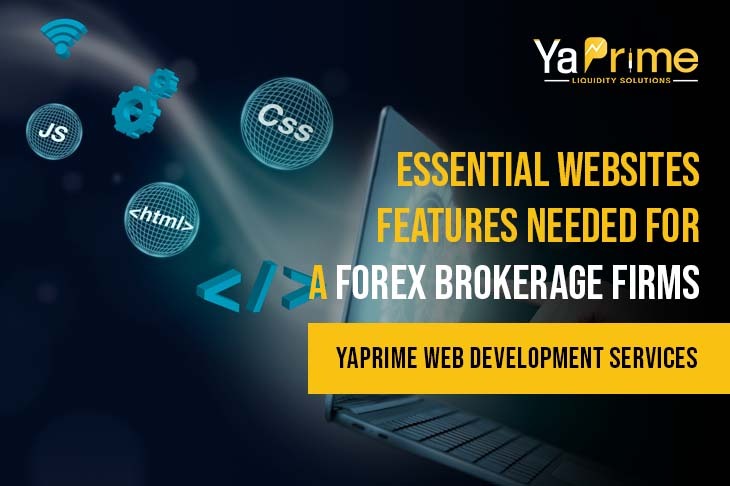 YaPrime
LIQUIDITY SOLUTIONS
JS
Css
<html>
</>
ESSENTIAL WEBSITES
FEATURES NEEDED FOR
A FOREX BROKERAGE FIRMS
YAPRIME WEB DEVELOPMENT SERVICES